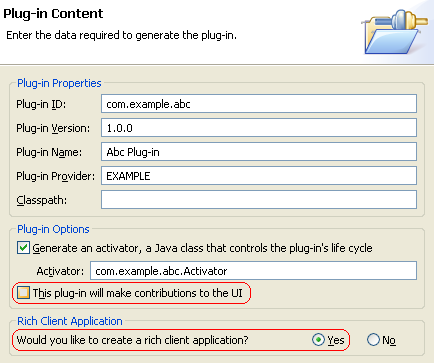 Plug-in Content
Enter the data required to generate the plug-in.
Plug-in Properties
Plug-in ID: com.example.abc
Plug-in Version: 1.0.0
Plug-in Name: Abc Plug-in
Plug-in Provider: EXAMPLE
Classpath:
Plug-in Options
Generate an activator, a Java class that controls the plug-in's life cycle
Activator: com.example.abc.Activator
This plug-in will make contributions to the UI
Rich Client Application
Would you like to create a rich client application? Yes No